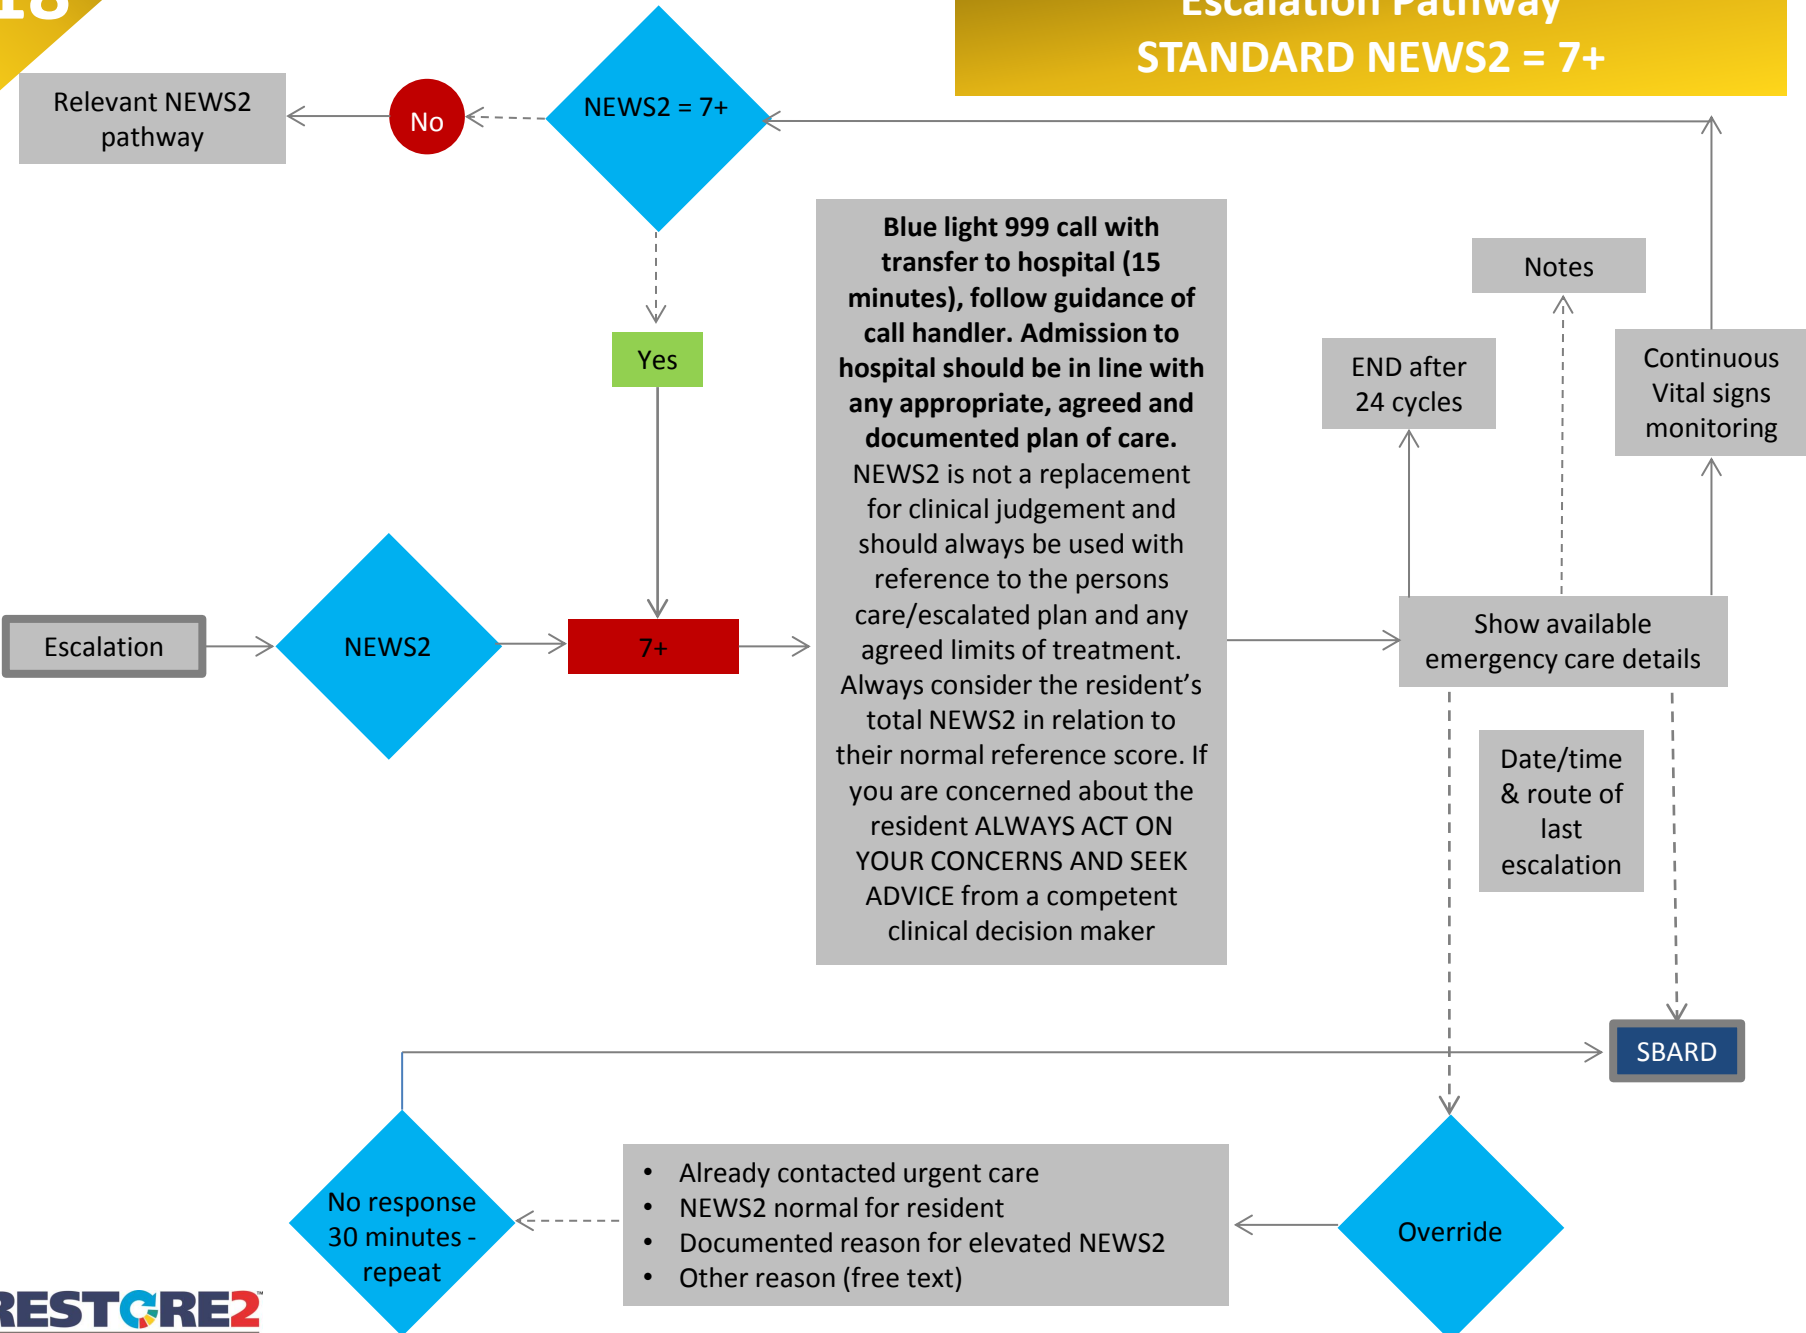 18
Escalation Pathway
STANDARD NEWS2 = 7+
Relevant NEWS2
pathway
No
NEWS2 = 7+
Yes
Blue light 999 call with
transfer to hospital (15
minutes), follow guidance of
call handler. Admission to
hospital should be in line with
any appropriate, agreed and
documented plan of care.
NEWS2 is not a replacement
for clinical judgement and
should always be used with
reference to the persons
care/escalated plan and any
agreed limits of treatment.
Always consider the resident’s
total NEWS2 in relation to
their normal reference score. If
you are concerned about the
resident ALWAYS ACT ON
YOUR CONCERNS AND SEEK
ADVICE from a competent
clinical decision maker
Notes
END after
24 cycles
Continuous
Vital signs
monitoring
Escalation
NEWS2
7+
Show available
emergency care details
Date/time
& route of
last
escalation
SBARD
No response
30 minutes -
repeat
• Already contacted urgent care
• NEWS2 normal for resident
• Documented reason for elevated NEWS2
• Other reason (free text)
Override
RESTORE2™